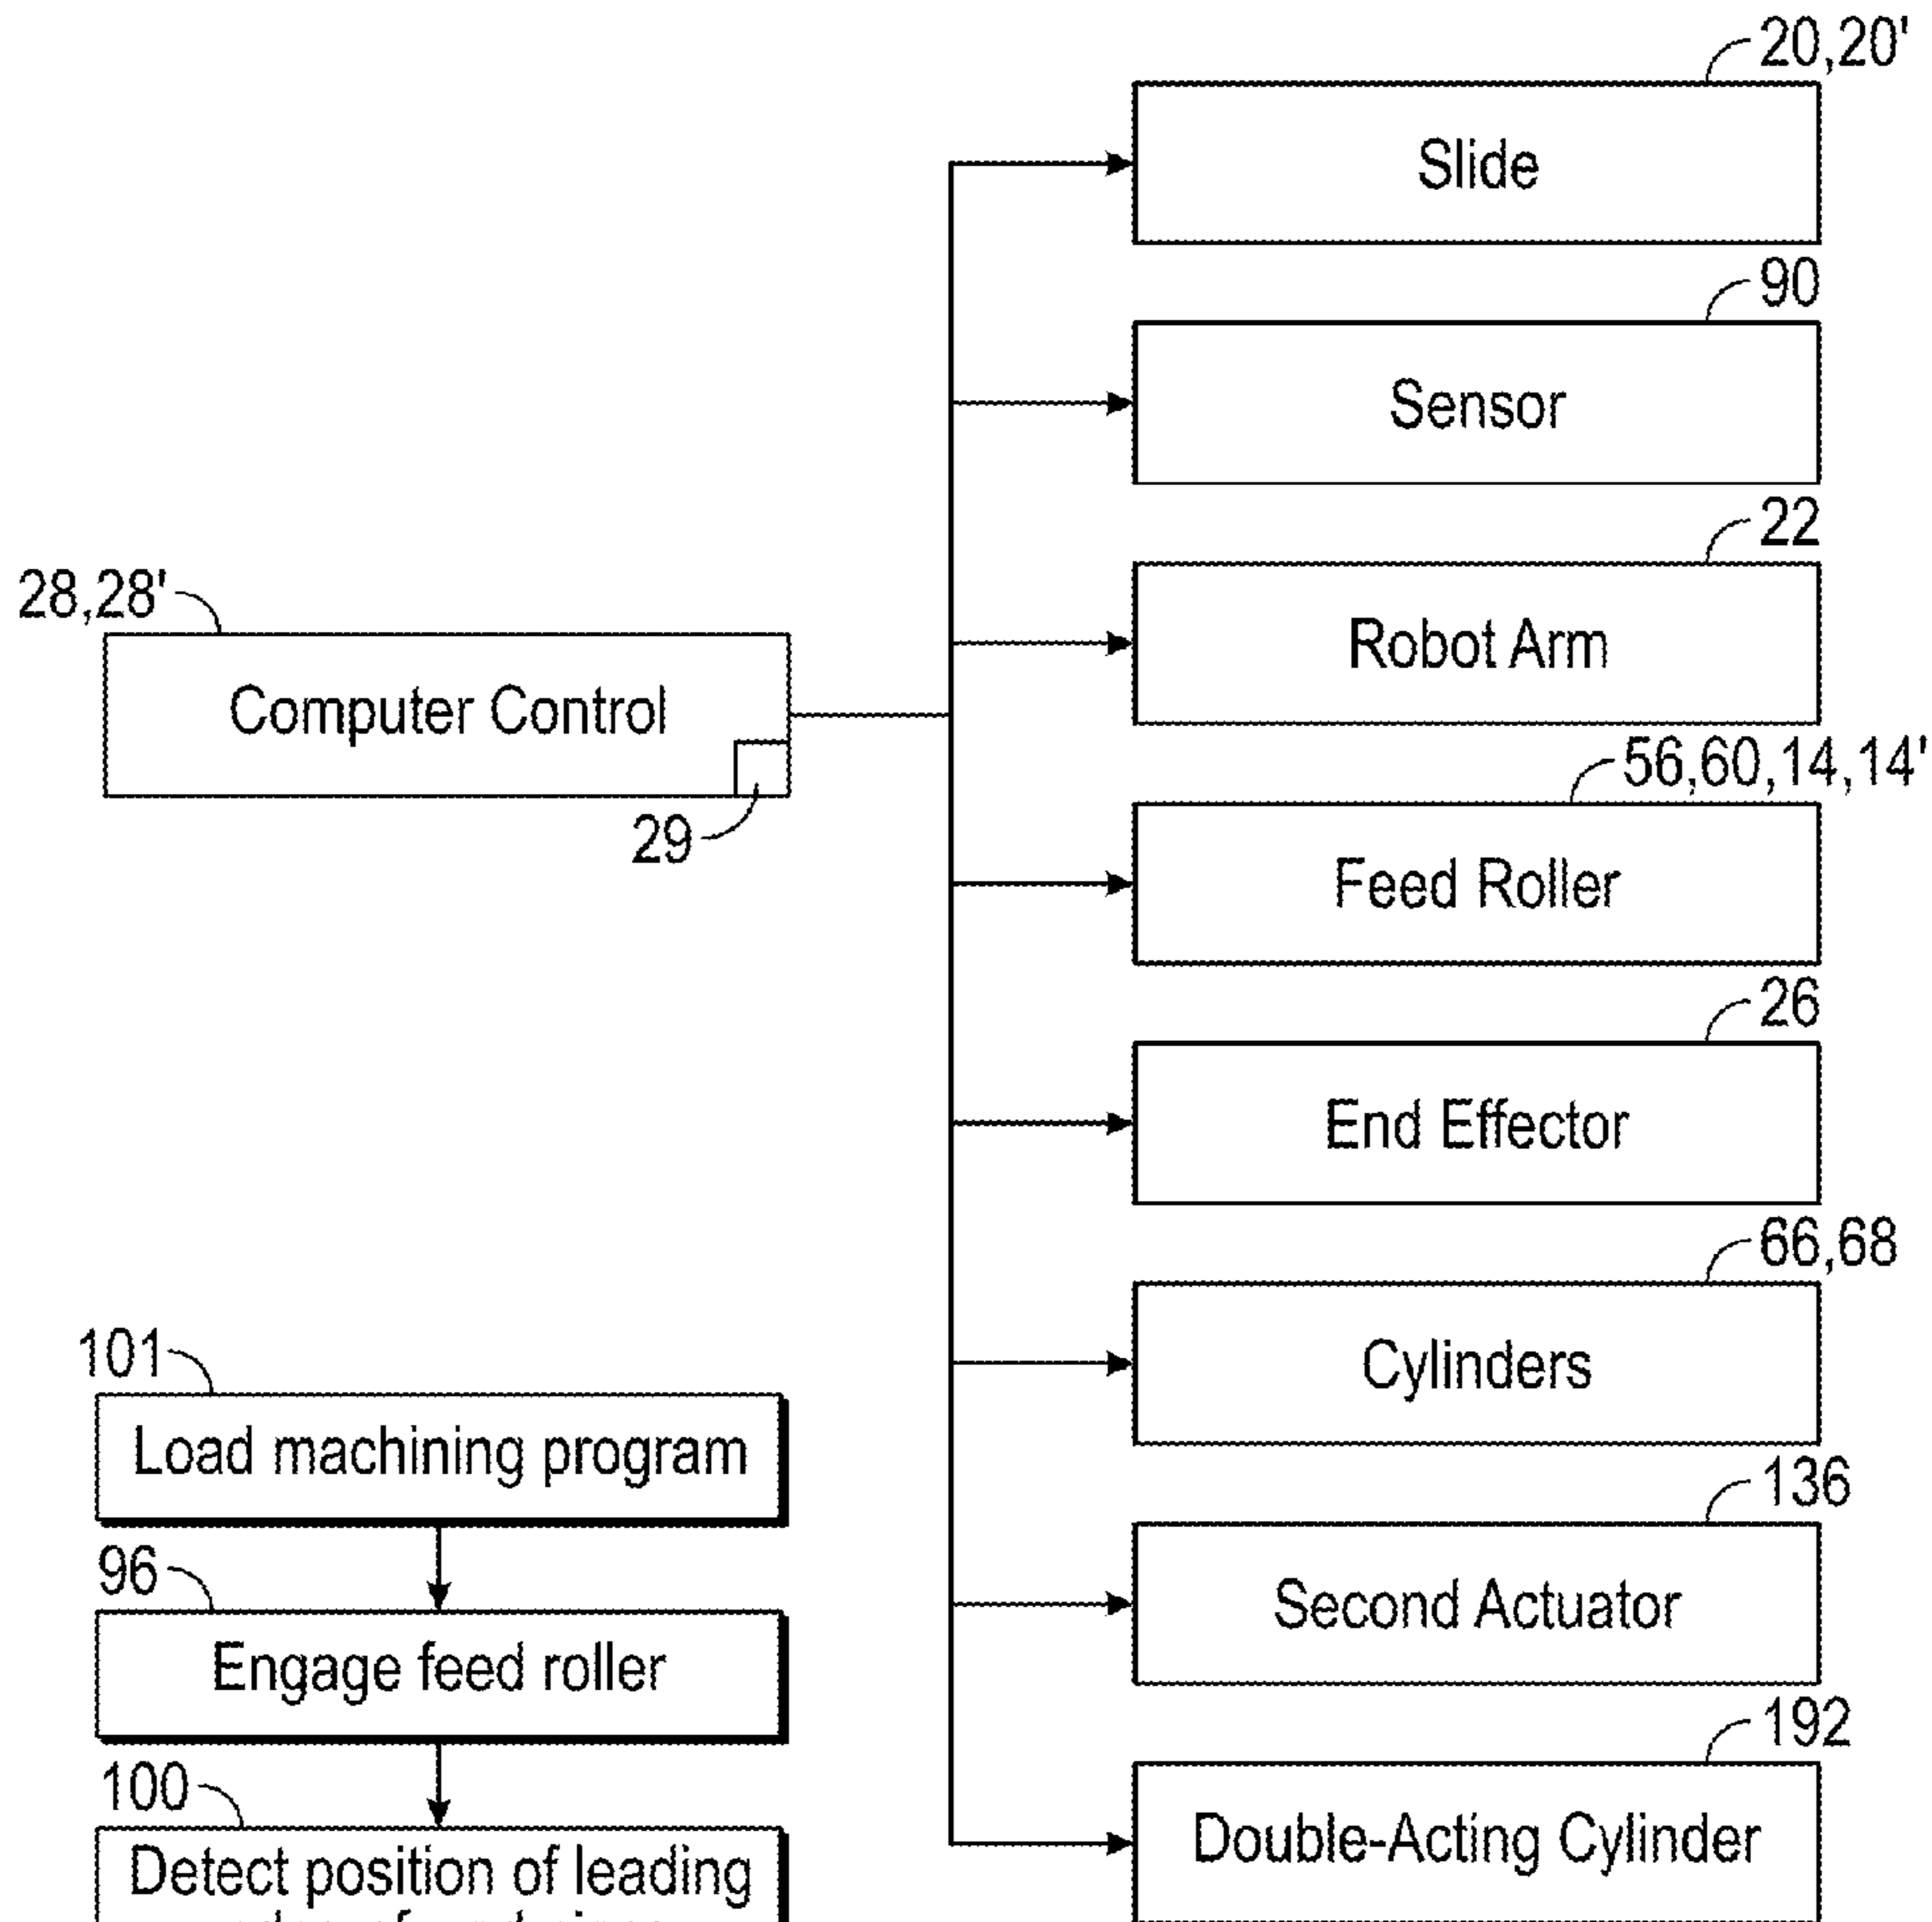 20,20'
Slide
90
Sensor
22
Robot Arm
28,28'
Computer Control
29
56,60,14,14'
Feed Roller
26
End Effector
66,68
Cylinders
136
Second Actuator
192
Double-Acting Cylinder
101
Load machining program
96
Engage feed roller
100
Detect position of leading